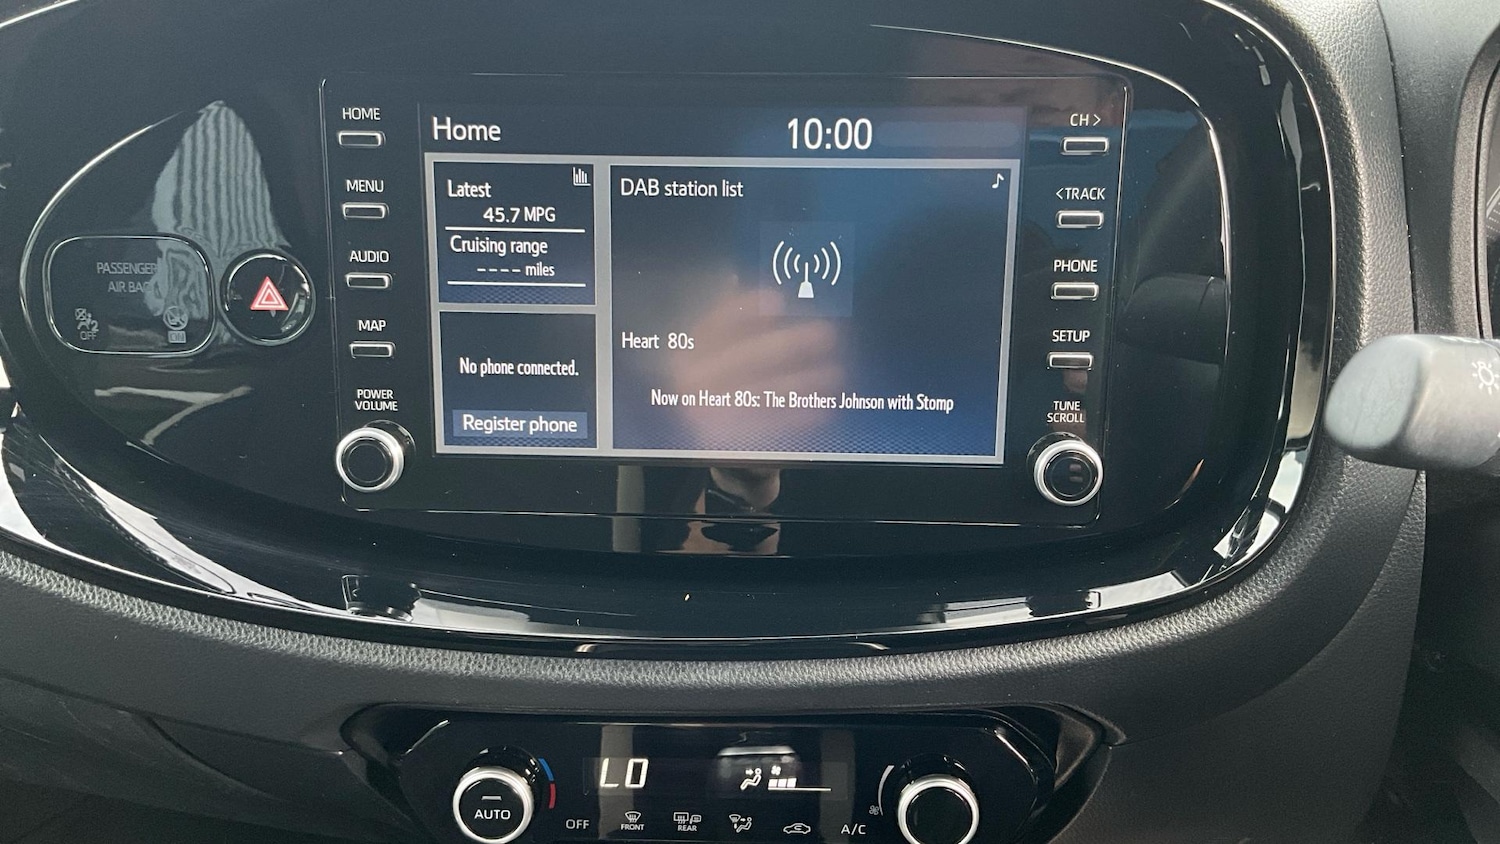 HOME
MENU
AUDIO
MAP
POWER
VOLUME
PASSENGER
AIR BAG
OFF
ON
Home
10:00
Latest
45.7 MPG
Cruising range
---- miles
No phone connected.
Register phone
DAB station list
Heart 80s
Now on Heart 80s: The Brothers Johnson with Stomp
CH >
< TRACK
PHONE
SETUP
TUNE
SCROLL
LO
AUTO
OFF
FRONT
REAR
A/C